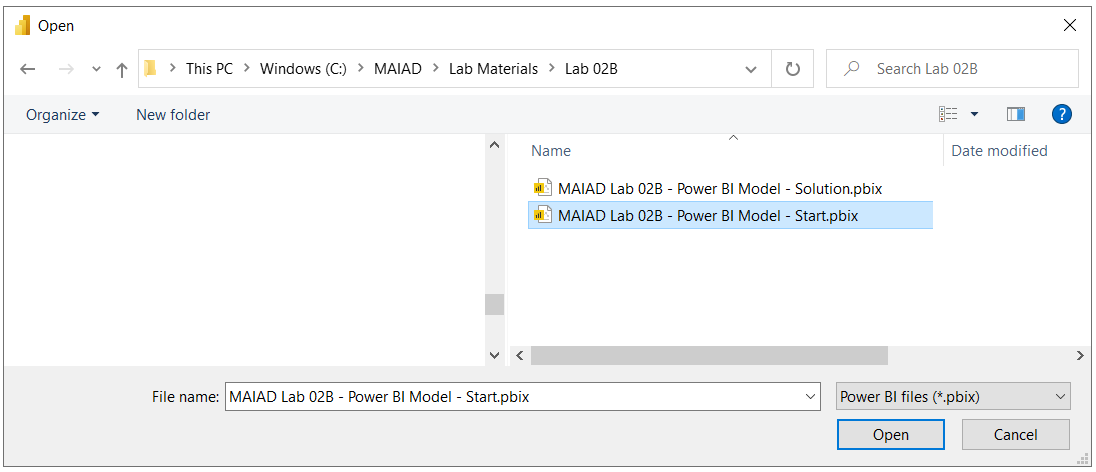 Open
This PC > Windows (C:) > MAIAD > Lab Materials > Lab 02B
Search Lab 02B
Organize
New folder
?
Name
Date modified
MAIAD Lab 02B - Power BI Model - Solution.pbix
MAIAD Lab 02B - Power BI Model - Start.pbix
File name: MAIAD Lab 02B - Power BI Model - Start.pbix
Power BI files (*.pbix)
Open
Cancel